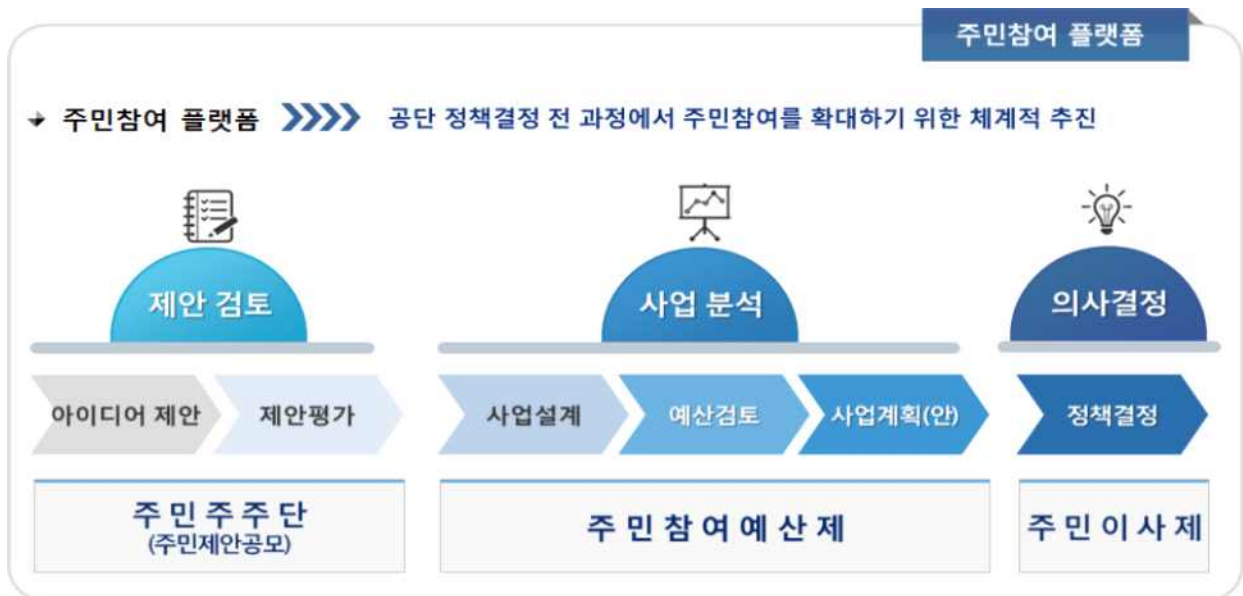 주민참여 플랫폼
주민참여 플랫폼 공단 정책결정 전 과정에서 주민참여를 확대하기 위한 체계적 추진
제안 검토 사업 분석 의사결정
아이디어 제안 제안평가 사업설계 예산검토 사업계획(안) 정책결정
주민주주단 주민참여예산제 주민이사제
(주민제안공모)